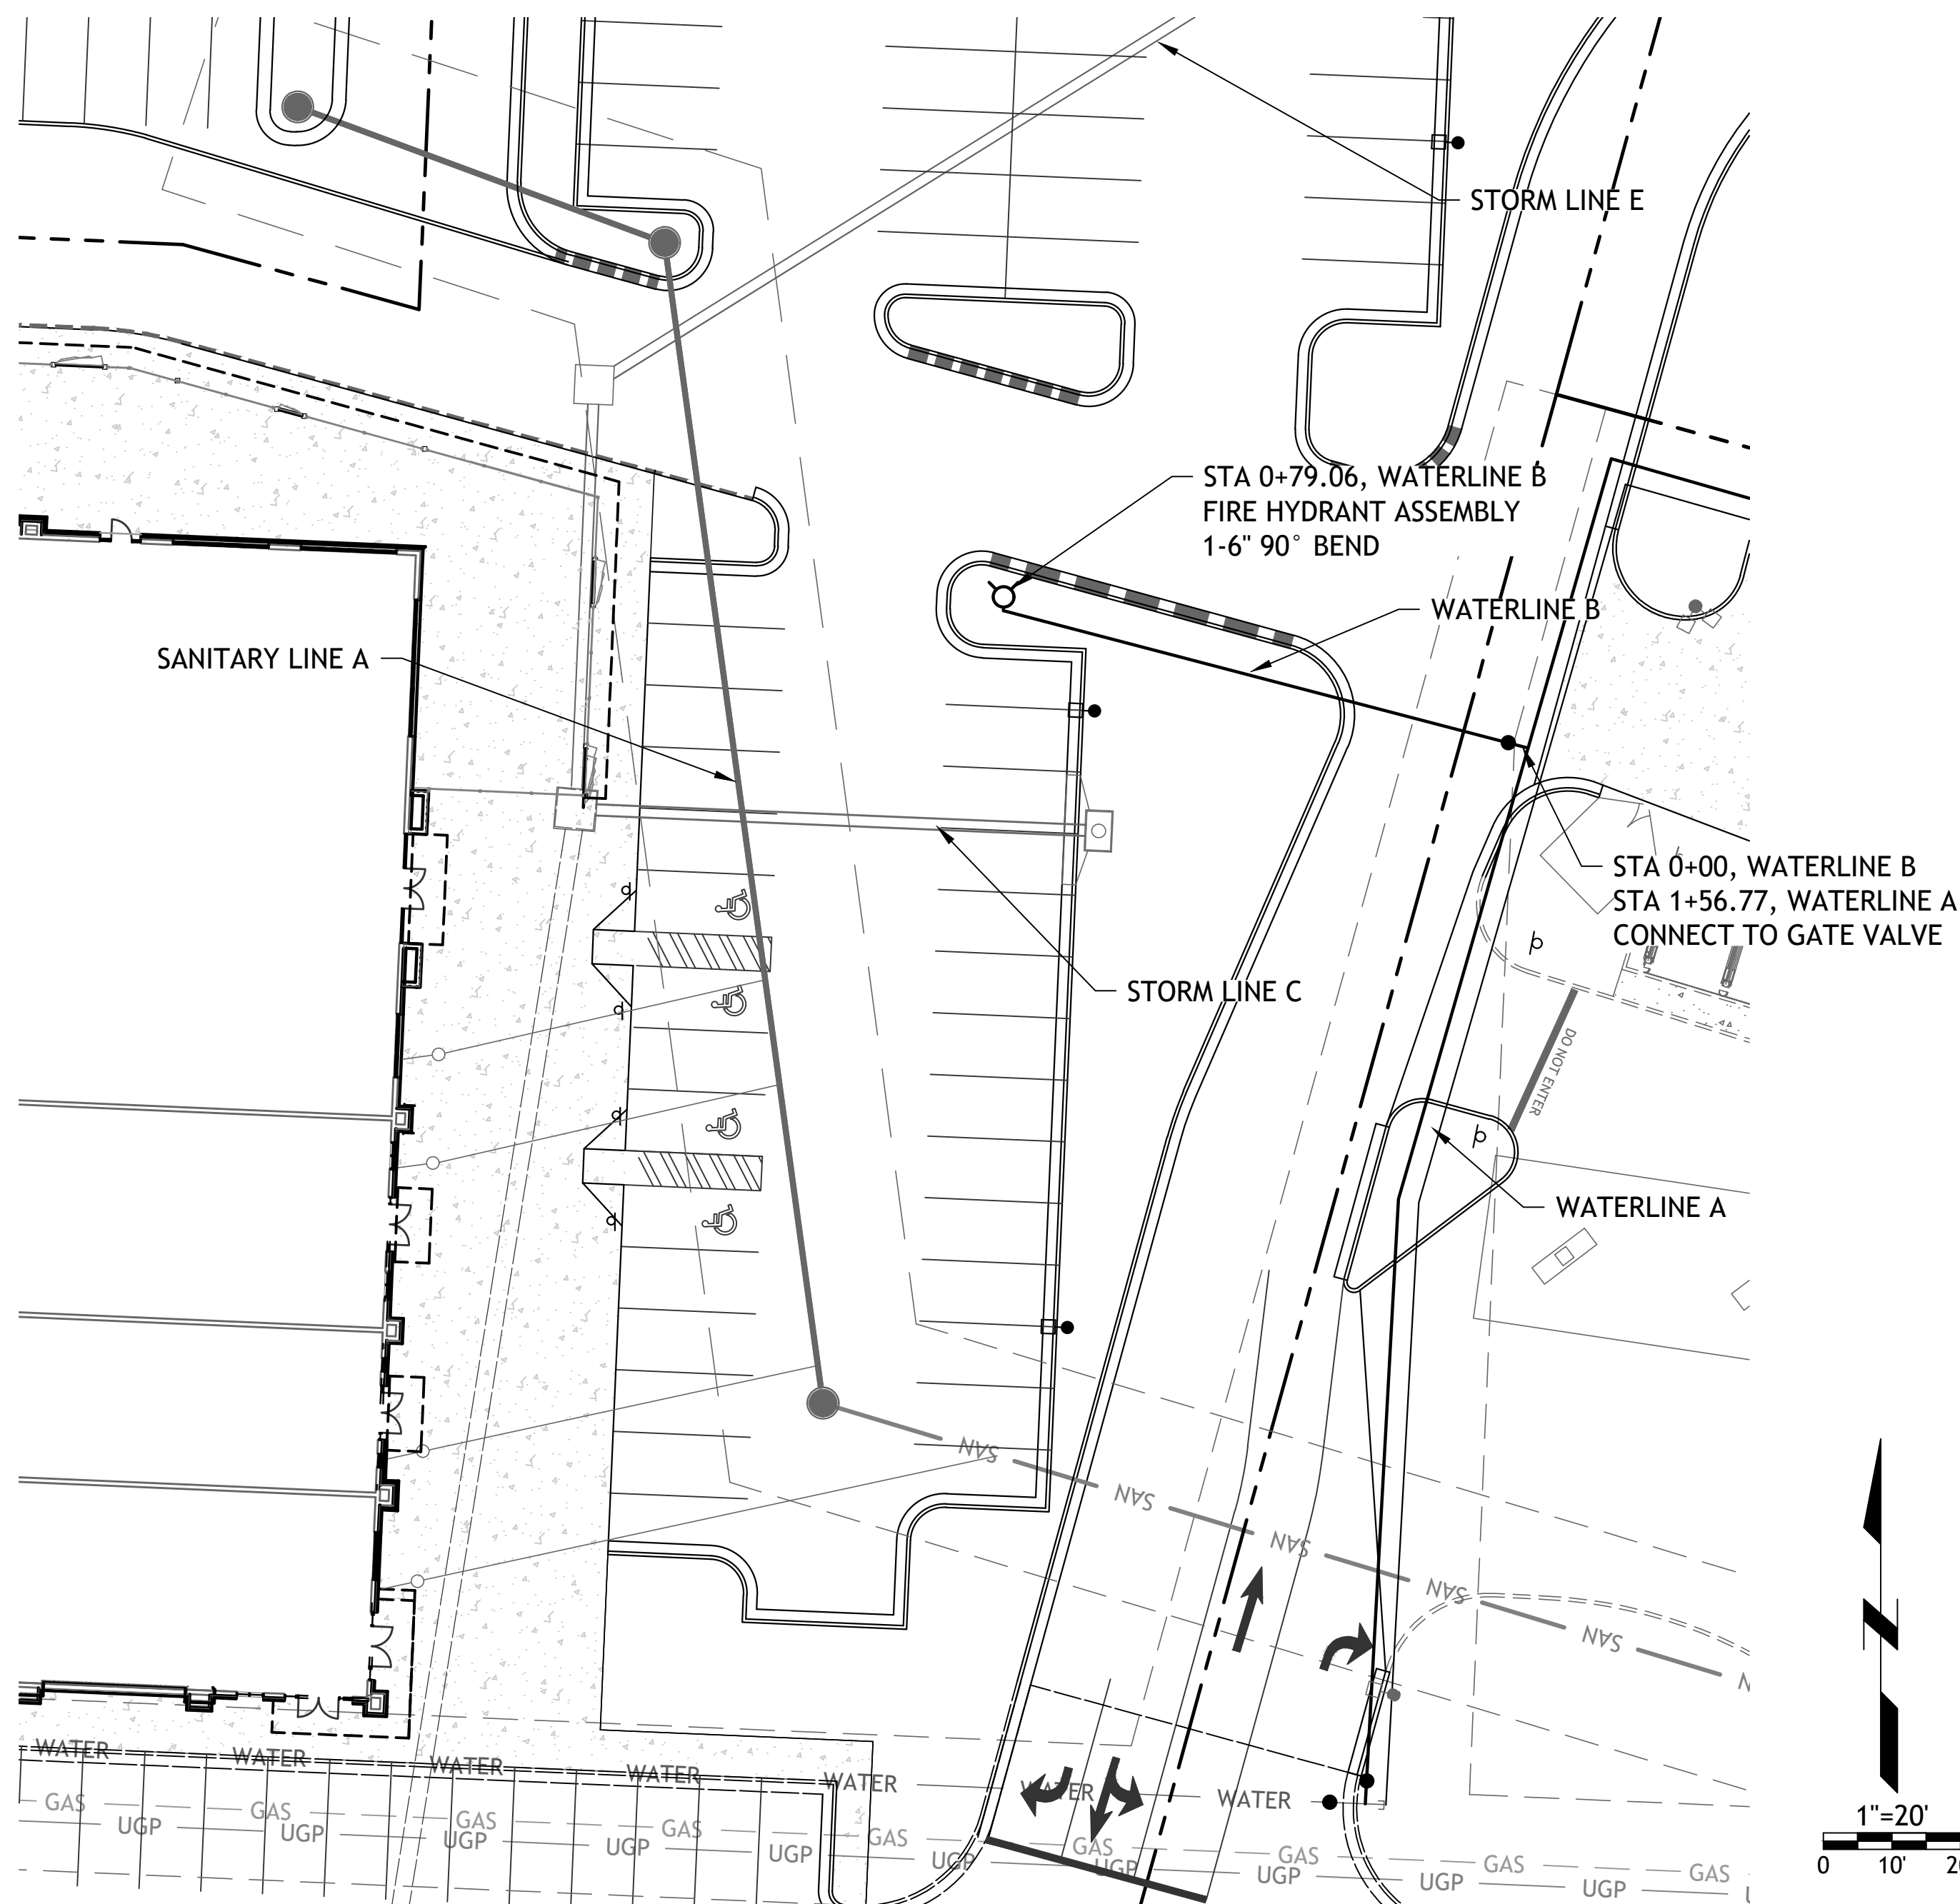 STORM LINE E
STA 0+79.06, WATERLINE B
FIRE HYDRANT ASSEMBLY
1-6" 90° BEND
WATERLINE B
SANITARY LINE A
STA 0+00, WATERLINE B
STA 1+56.77, WATERLINE A
CONNECT TO GATE VALVE
STORM LINE C
DO NOT ENTER
WATERLINE A
SAN
SAN
SAN
SAN
SAN
WATER
WATER
WATER
WATER
WATER
WATER
WATER
GAS
GAS
GAS
GAS
GAS
GAS
GAS
GAS
GAS
UGP
UGP
UGP
UGP
UGP
UGP
UGP
UGP
UGP
UGP
1"=20'
0 10'